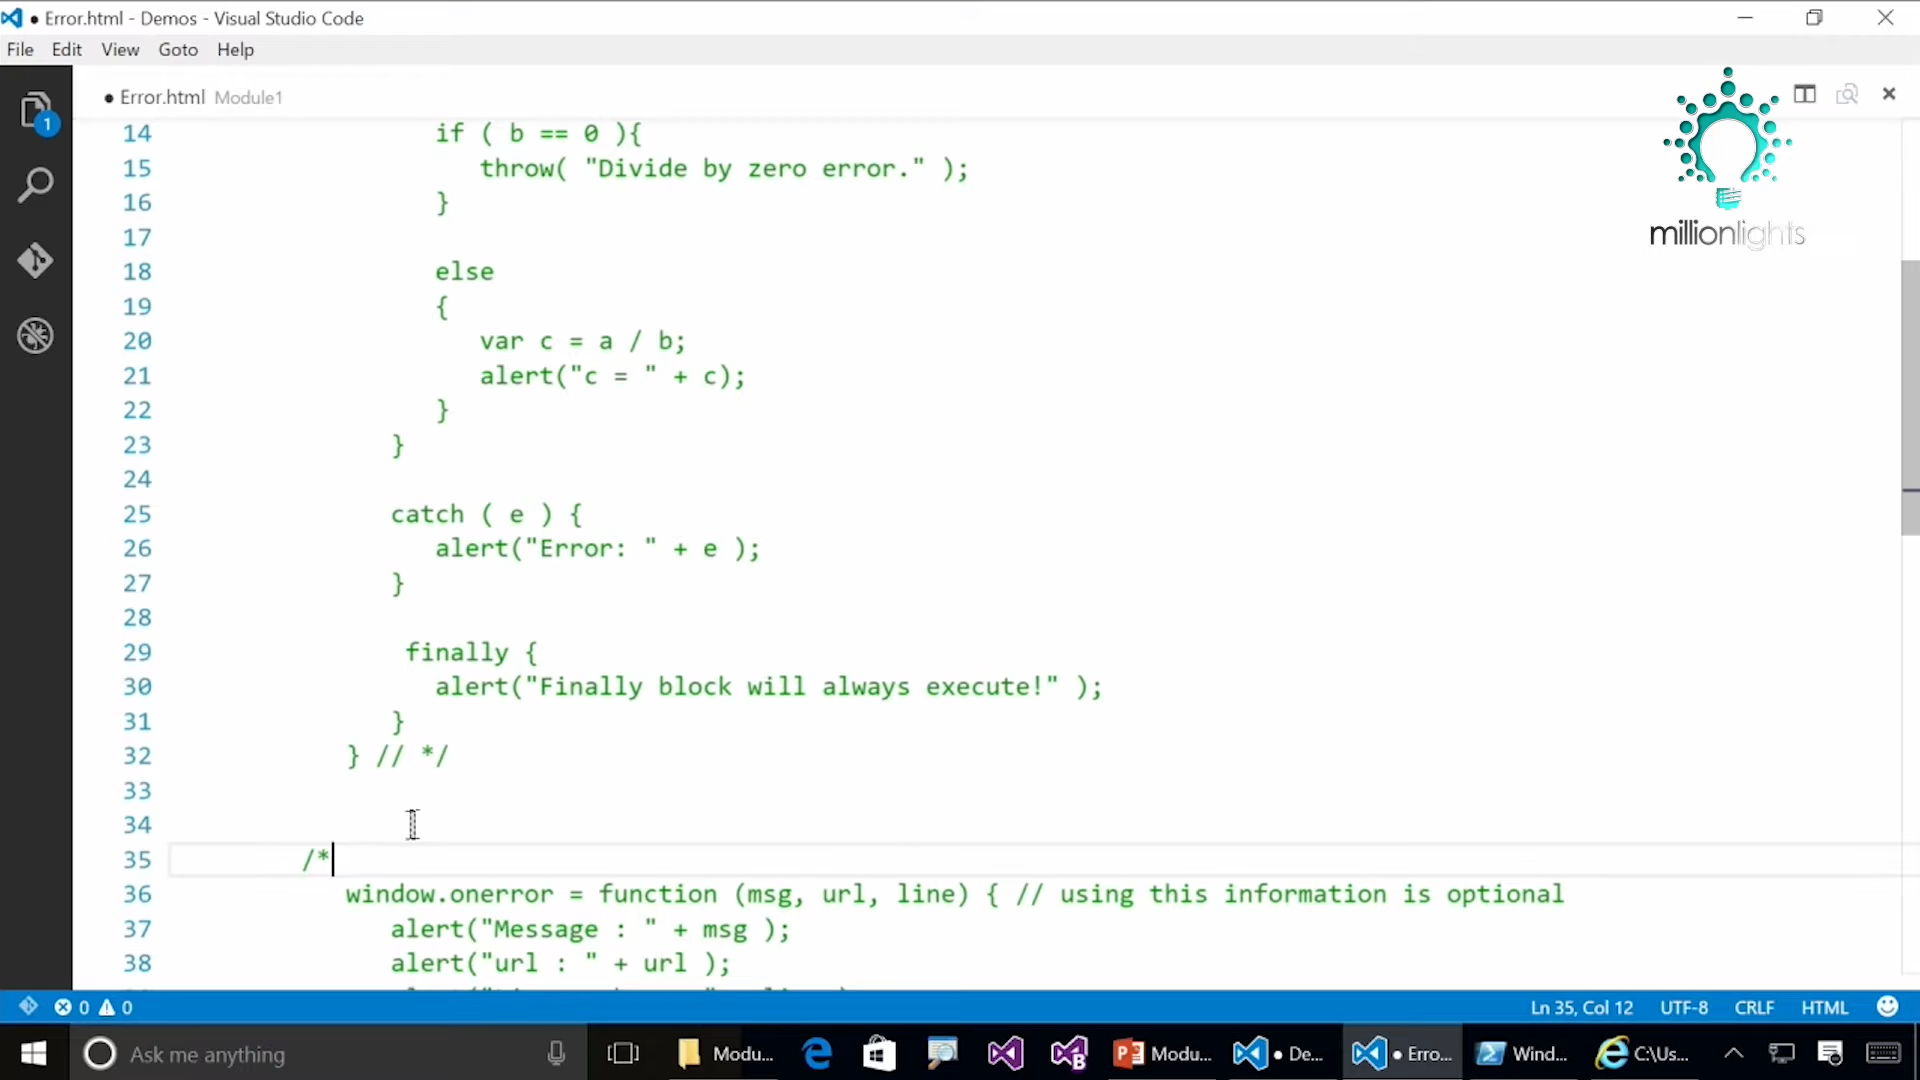 ● Error.html - Demos - Visual Studio Code
File Edit View Goto Help
● Error.html Module1
millionlights
14 if ( b == 0 ){
15 throw( "Divide by zero error." );
16 }
17
18 else
19 {
20 var c = a / b;
21 alert("c = " + c);
22 }
23 }
24
25 catch ( e ) {
26 alert("Error: " + e );
27 }
28
29 finally {
30 alert("Finally block will always execute!" );
31 }
32 } // */
33
34
35 /*
36 window.onerror = function (msg, url, line) { // using this information is optional
37 alert("Message : " + msg );
38 alert("url : " + url );
1
0 0 Ln 35, Col 12 UTF-8 CRLF HTML
Ask me anything Modu... Modu... ● De... ● Erro... Wind... C:\Us...